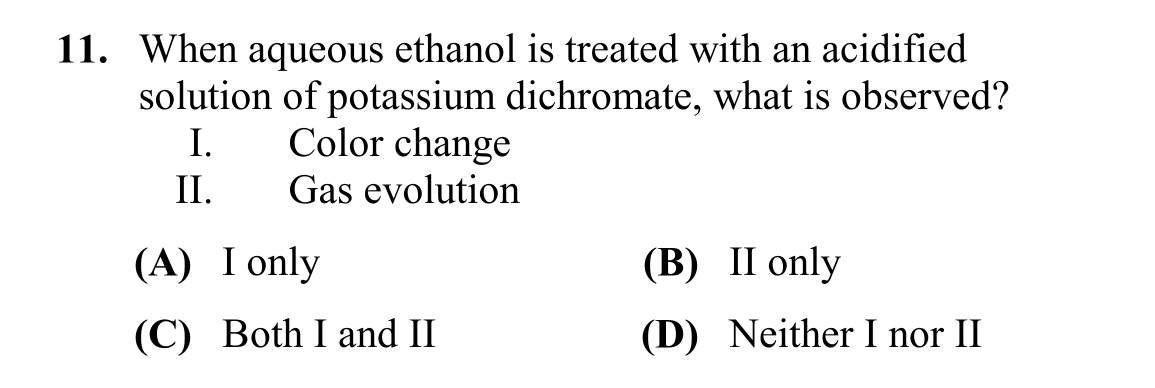 11. When aqueous ethanol is treated with an acidified
solution of potassium dichromate, what is observed?
I. Color change
II. Gas evolution
(A) I only (B) II only
(C) Both I and II (D) Neither I nor II